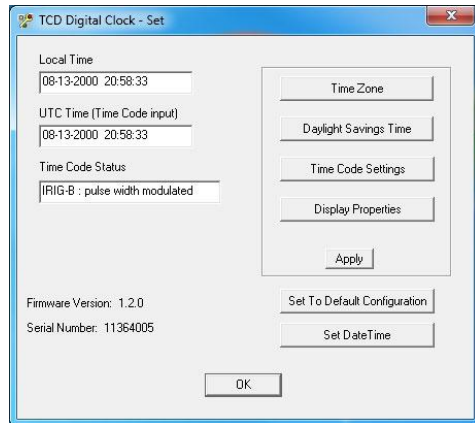 TCD Digital Clock - Set
Local Time
08-13-2000 20:58:33
UTC Time (Time Code input)
08-13-2000 20:58:33
Time Code Status
IRIG-B : pulse width modulated
Time Zone
Daylight Savings Time
Time Code Settings
Display Properties
Apply
Firmware Version: 1.2.0
Serial Number: 11364005
Set To Default Configuration
Set DateTime
OK